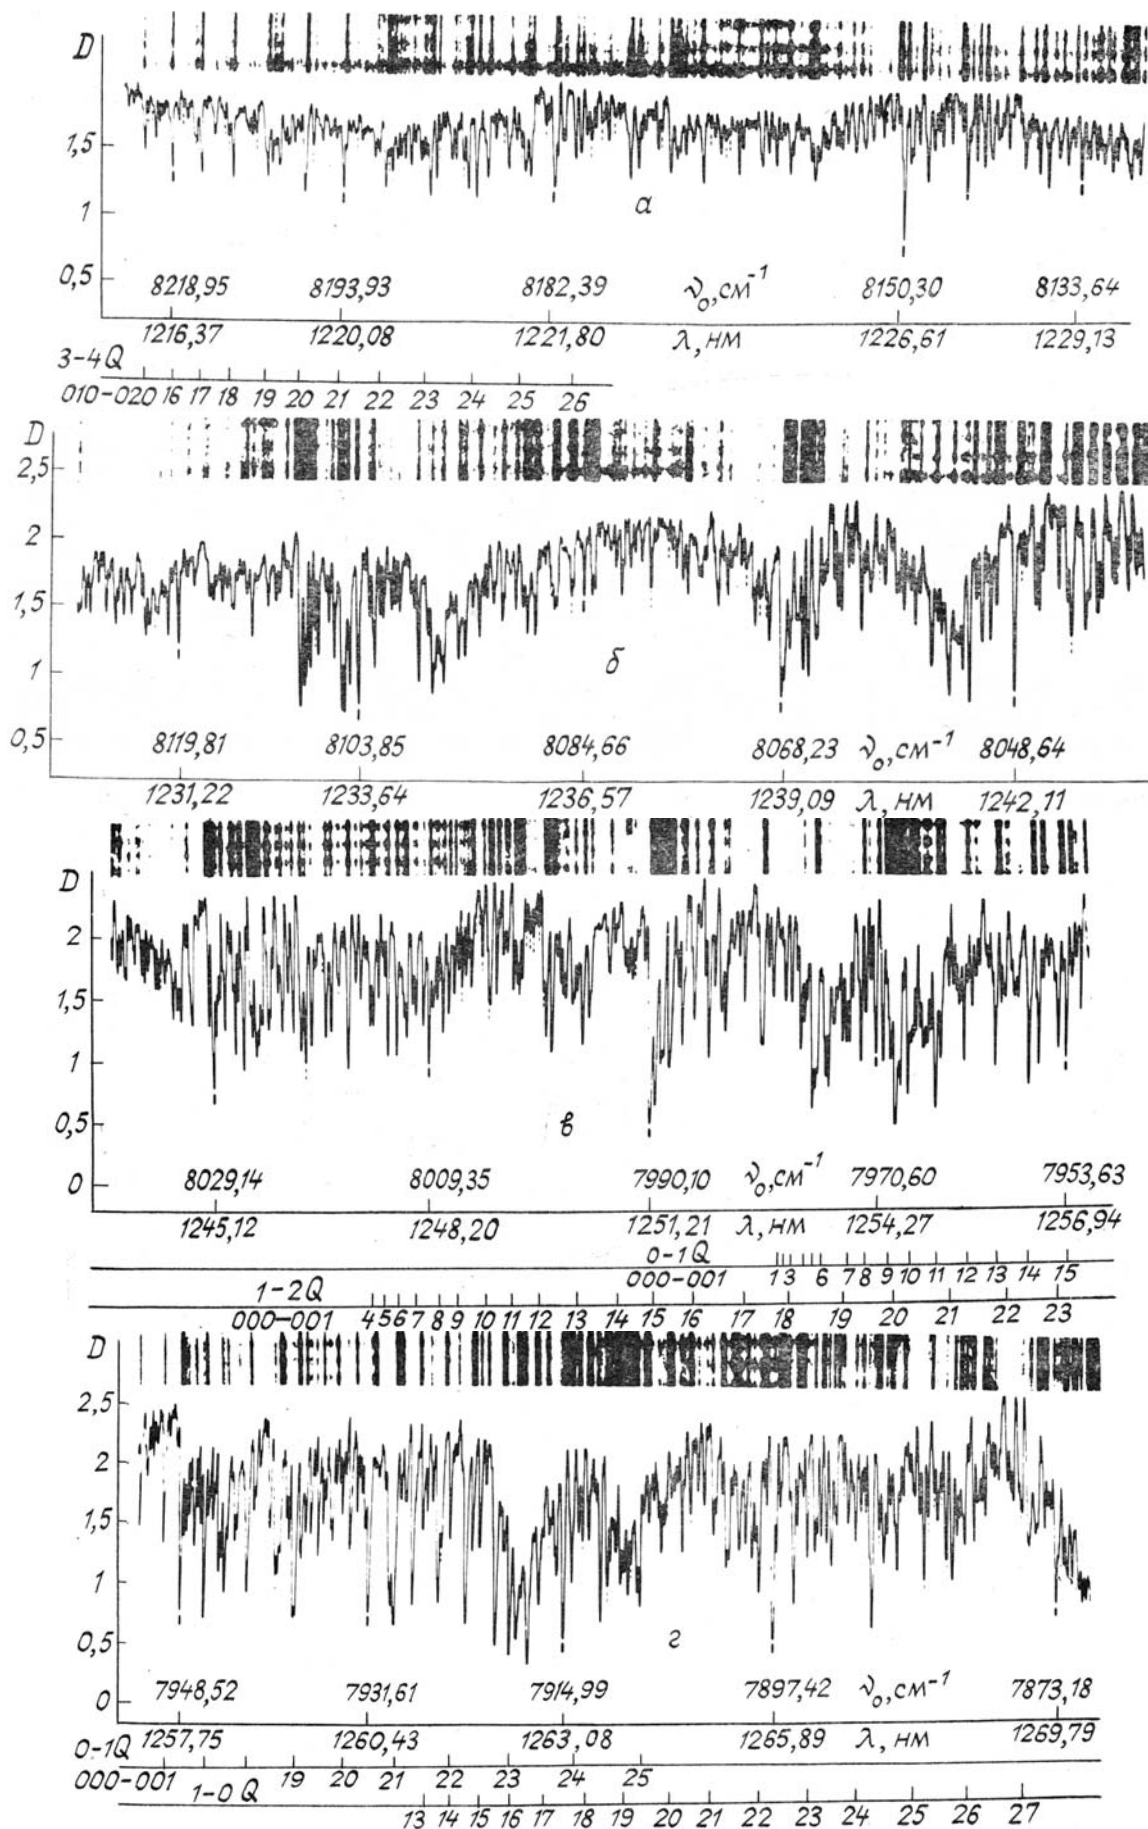 D
1,5
1
0,5
а
8218,95 8193,93 8182,39 ν₀, см⁻¹ 8150,30 8133,64
1216,37 1220,08 1221,80 λ, нм 1226,61 1229,13
3-4Q
010-020 16 17 18 19 20 21 22 23 24 25 26
D
2,5
2
1,5
1
0,5
б
8119,81 8103,85 8084,66 8068,23 ν₀, см⁻¹ 8048,64
1231,22 1233,64 1236,57 1239,09 λ, нм 1242,11
D
2
1,5
1
0,5
0
в
8029,14 8009,35 7990,10 ν₀, см⁻¹ 7970,60 7953,63
1245,12 1248,20 1251,21 λ, нм 1254,27 1256,94
0-1Q
000-001 1 3 6 7 8 9 10 11 12 13 14 15
1-2Q
000-001 4 5 6 7 8 9 10 11 12 13 14 15 16 17 18 19 20 21 22 23
D
2,5
2
1,5
1
0,5
0
г
7948,52 7931,61 7914,99 7897,42 ν₀, см⁻¹ 7873,18
1257,75 1260,43 1263,08 1265,89 λ, нм 1269,79
0-1Q
000-001 19 20 21 22 23 24 25
1-0Q
13 14 15 16 17 18 19 20 21 22 23 24 25 26 27